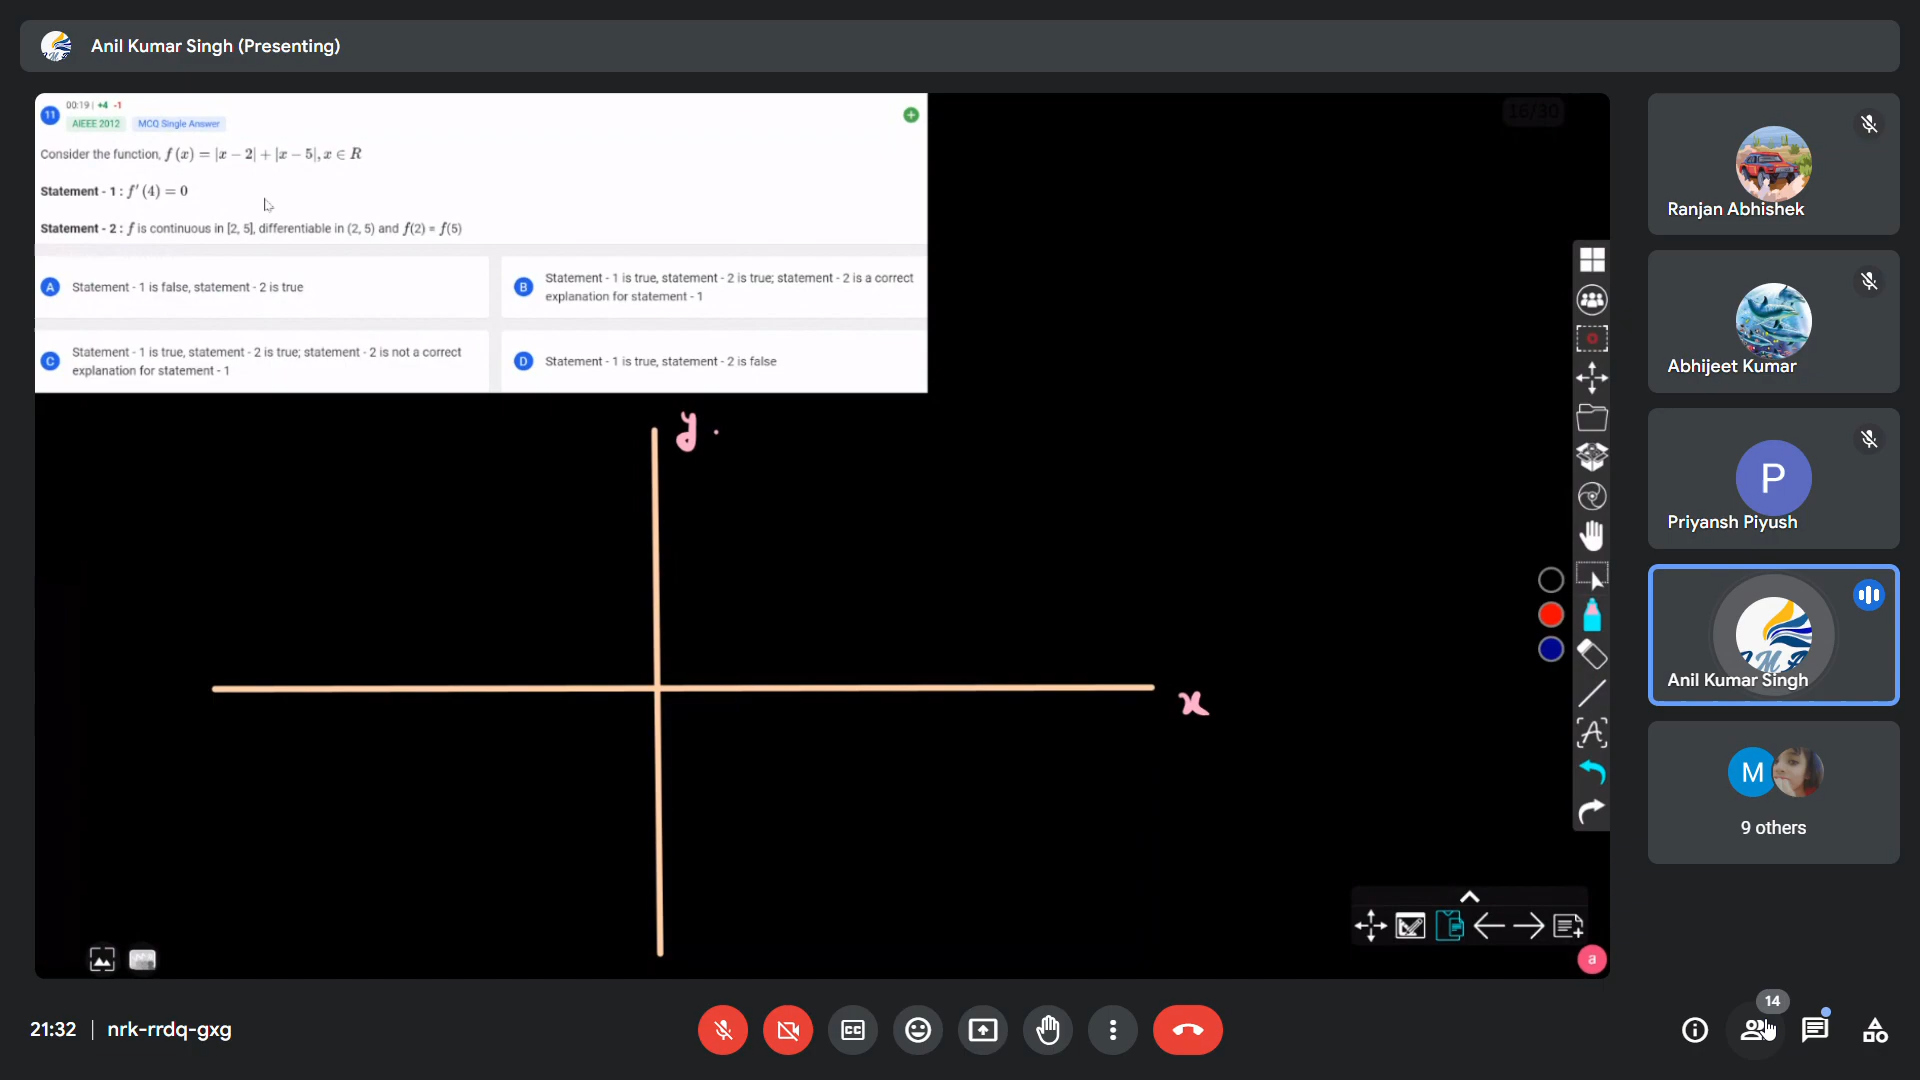 Anil Kumar Singh (Presenting)
11
00:19 | +4 -1
AIEEE 2012 MCQ Single Answer
Consider the function, f (x) = |x − 2| + |x − 5|, x ∈ R
Statement - 1 : f′ (4) = 0
Statement - 2 : f is continuous in [2, 5], differentiable in (2, 5) and f(2) = f(5)
A Statement - 1 is false, statement - 2 is true
B Statement - 1 is true, statement - 2 is true; statement - 2 is a correct
explanation for statement - 1
C Statement - 1 is true, statement - 2 is true; statement - 2 is not a correct
explanation for statement - 1
D Statement - 1 is true, statement - 2 is false
16/30
y
x
a
Ranjan Abhishek
Abhijeet Kumar
P
Priyansh Piyush
Anil Kumar Singh
M
9 others
21:32 | nrk-rrdq-gxg
CC
14